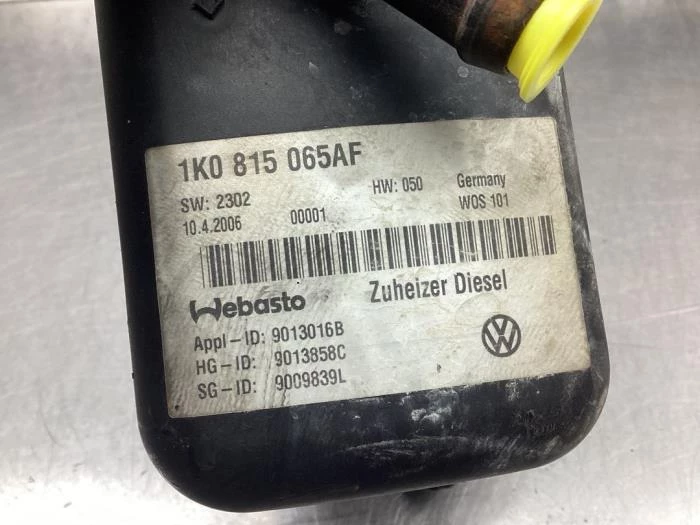 1K0 815 065AF
SW: 2302 HW: 050 Germany
10.4.2006 00001 WOS 101
Webasto Zuheizer Diesel
Appl-ID: 9013016B
HG-ID: 9013858C
SG-ID: 9009839L